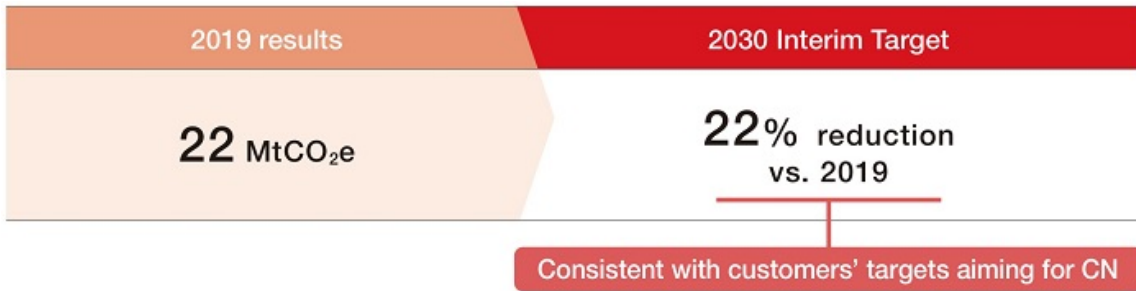 2019 results
2030 Interim Target
22 MtCO₂e
22% reduction
vs. 2019
Consistent with customers’ targets aiming for CN